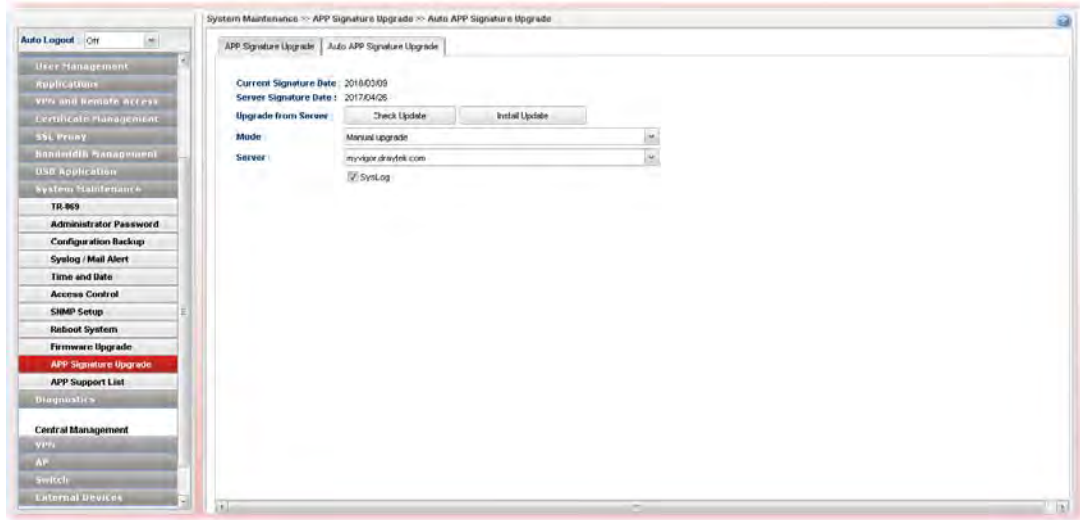 System Maintenance >> APP Signature Upgrade >> Auto APP Signature Upgrade
Auto Logout : Off
User Management
Applications
VPN and Remote Access
Certificate Management
SSL Proxy
Bandwidth Management
USB Application
System Maintenance
TR-069
Administrator Password
Configuration Backup
Syslog / Mail Alert
Time and Date
Access Control
SNMP Setup
Reboot System
Firmware Upgrade
APP Signature Upgrade
APP Support List
Diagnostics
Central Management
VPN
AP
Switch
External Devices
APP Signature Upgrade
Auto APP Signature Upgrade
Current Signature Date : 2016/03/09
Server Signature Date : 2017/04/26
Upgrade from Server : Check Update Install Update
Mode : Manual upgrade
Server : myvigor.draytek.com
SysLog